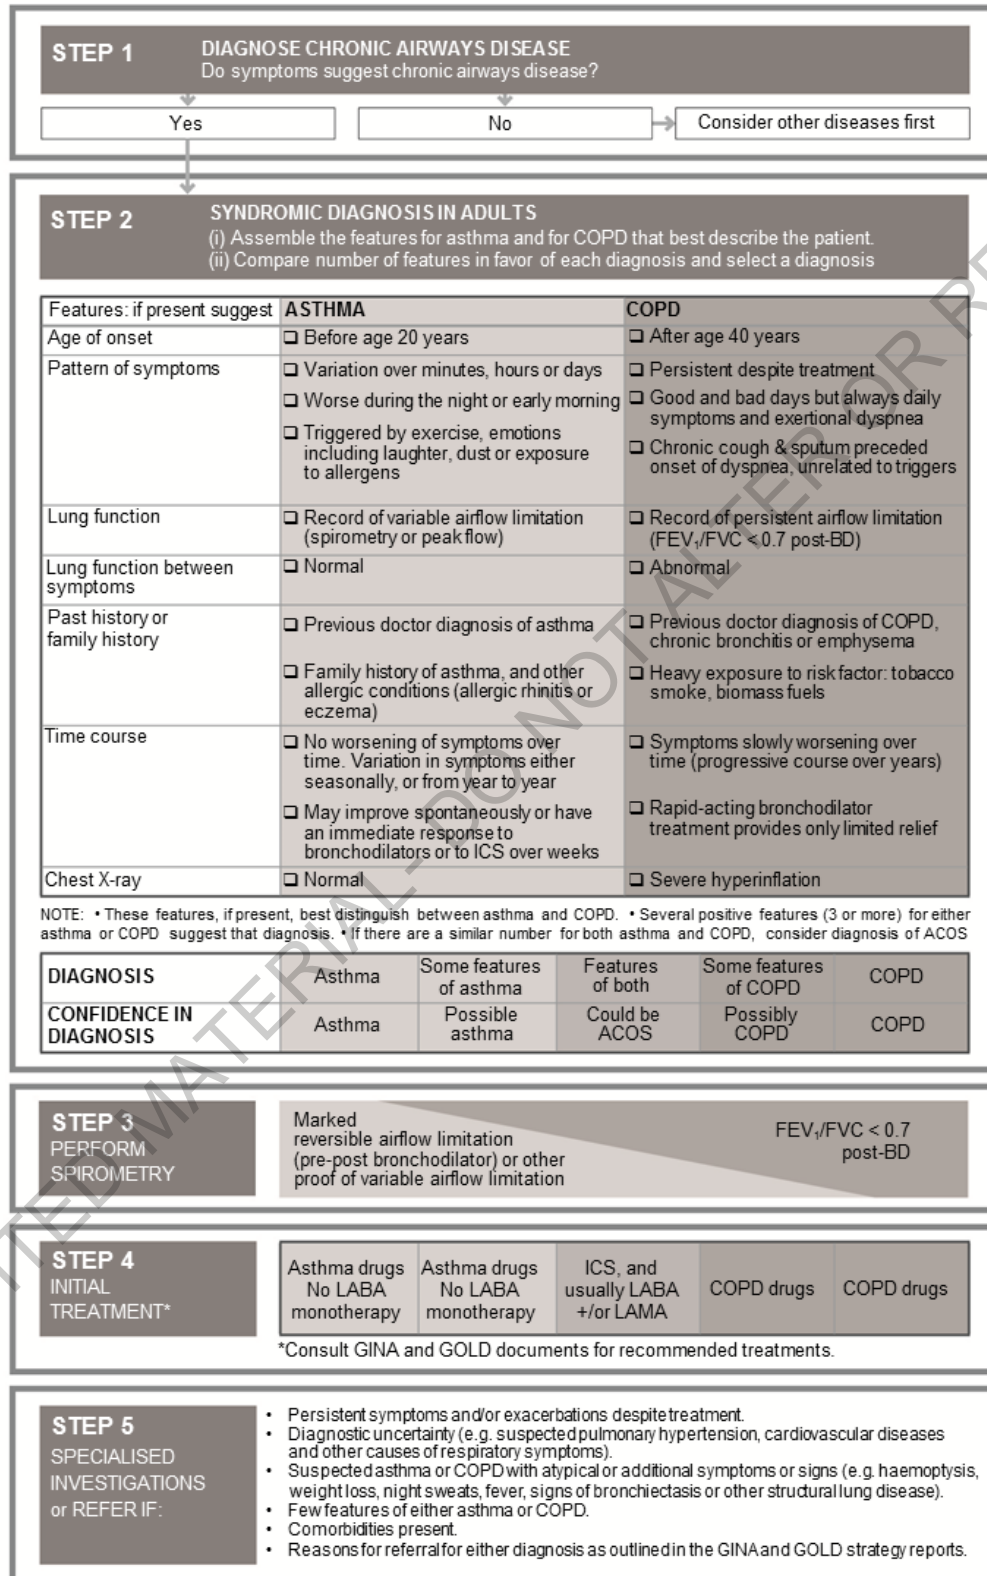 STEP 1
DIAGNOSE CHRONIC AIRWAYS DISEASE
Do symptoms suggest chronic airways disease?
Yes
No
Consider other diseases first
STEP 2
SYNDROMIC DIAGNOSIS IN ADULTS
(i) Assemble the features for asthma and for COPD that best describe the patient.
(ii) Compare number of features in favor of each diagnosis and select a diagnosis
Features: if present suggest
ASTHMA
COPD
Age of onset
❑ Before age 20 years
❑ After age 40 years
Pattern of symptoms
❑ Variation over minutes, hours or days
❑ Worse during the night or early morning
❑ Triggered by exercise, emotions
including laughter, dust or exposure
to allergens
❑ Persistent despite treatment
❑ Good and bad days but always daily
symptoms and exertional dyspnea
❑ Chronic cough & sputum preceded
onset of dyspnea, unrelated to triggers
Lung function
❑ Record of variable airflow limitation
(spirometry or peak flow)
❑ Record of persistent airflow limitation
(FEV₁/FVC < 0.7 post-BD)
Lung function between
symptoms
❑ Normal
❑ Abnormal
Past history or
family history
❑ Previous doctor diagnosis of asthma
❑ Family history of asthma, and other
allergic conditions (allergic rhinitis or
eczema)
❑ Previous doctor diagnosis of COPD,
chronic bronchitis or emphysema
❑ Heavy exposure to risk factor: tobacco
smoke, biomass fuels
Time course
❑ No worsening of symptoms over
time. Variation in symptoms either
seasonally, or from year to year
❑ May improve spontaneously or have
an immediate response to
bronchodilators or to ICS over weeks
❑ Symptoms slowly worsening over
time (progressive course over years)
❑ Rapid-acting bronchodilator
treatment provides only limited relief
Chest X-ray
❑ Normal
❑ Severe hyperinflation
NOTE: • These features, if present, best distinguish between asthma and COPD. • Several positive features (3 or more) for either
asthma or COPD suggest that diagnosis. • If there are a similar number for both asthma and COPD, consider diagnosis of ACOS
DIAGNOSIS
Asthma
Some features
of asthma
Features
of both
Some features
of COPD
COPD
CONFIDENCE IN
DIAGNOSIS
Asthma
Possible
asthma
Could be
ACOS
Possibly
COPD
COPD
STEP 3
PERFORM
SPIROMETRY
Marked
reversible airflow limitation
(pre-post bronchodilator) or other
proof of variable airflow limitation
FEV₁/FVC < 0.7
post-BD
STEP 4
INITIAL
TREATMENT*
Asthma drugs
No LABA
monotherapy
Asthma drugs
No LABA
monotherapy
ICS, and
usually LABA
+/or LAMA
COPD drugs
COPD drugs
*Consult GINA and GOLD documents for recommended treatments.
STEP 5
SPECIALISED
INVESTIGATIONS
or REFER IF:
• Persistent symptoms and/or exacerbations despite treatment.
• Diagnostic uncertainty (e.g. suspected pulmonary hypertension, cardiovascular diseases
and other causes of respiratory symptoms).
• Suspected asthma or COPD with atypical or additional symptoms or signs (e.g. haemoptysis,
weight loss, night sweats, fever, signs of bronchiectasis or other structural lung disease).
• Few features of either asthma or COPD.
• Comorbidities present.
• Reasons for referral for either diagnosis as outlined in the GINA and GOLD strategy reports.
MATERIAL- DO NOT ALTER OR